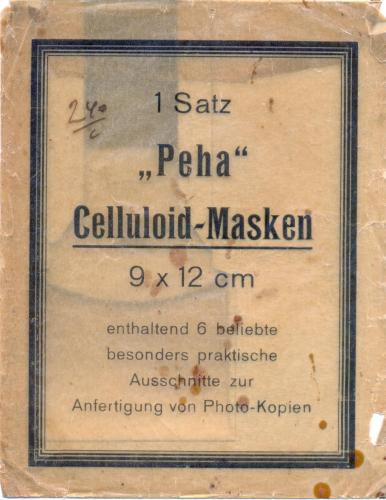 1 Satz
„Peha“
Celluloid-Masken
9 x 12 cm
enthaltend 6 beliebte
besonders praktische
Ausschnitte zur
Anfertigung von Photo-Kopien